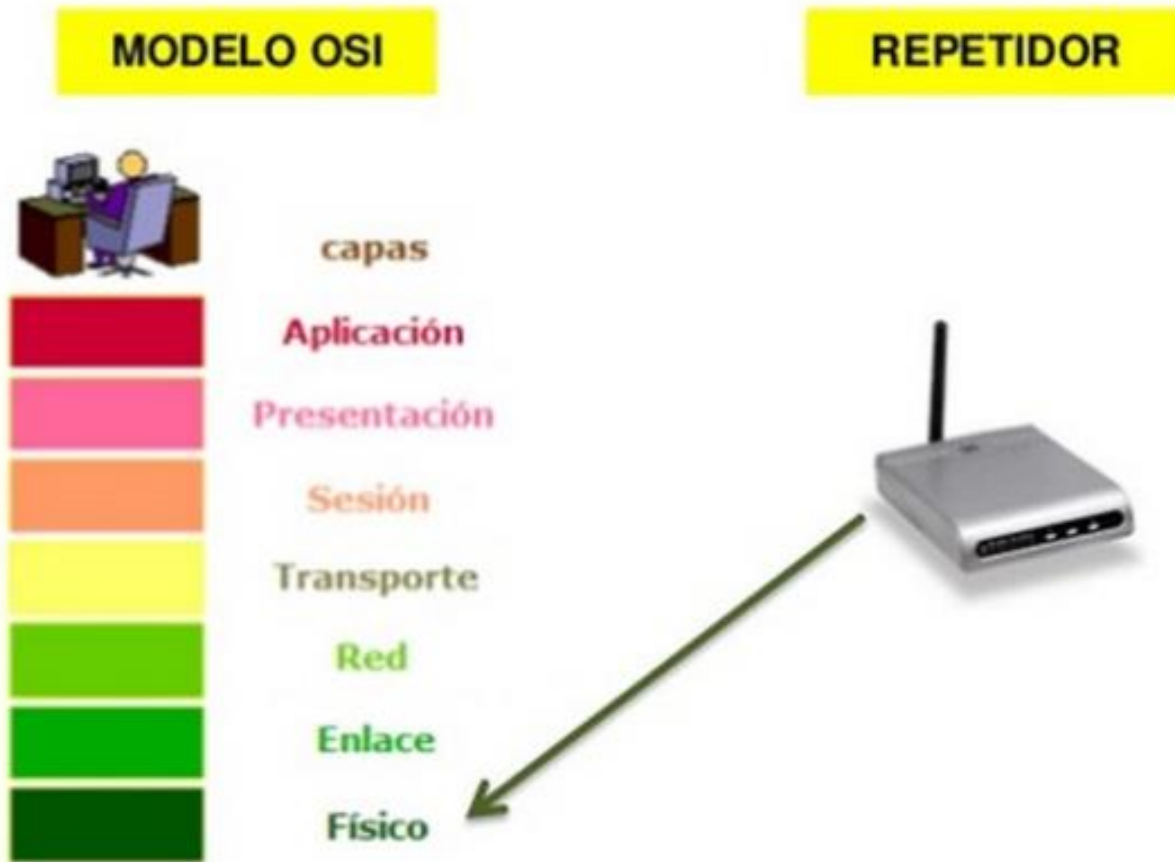 MODELO OSI
REPETIDOR
capas
Aplicación
Presentación
Sesión
Transporte
Red
Enlace
Físico